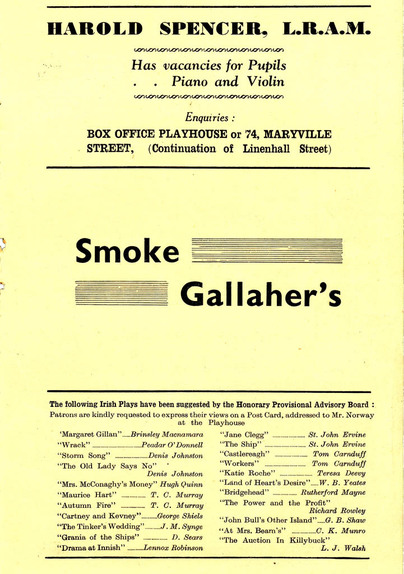 HAROLD SPENCER, L.R.A.M.
Has vacancies for Pupils
. . Piano and Violin
Enquiries :
BOX OFFICE PLAYHOUSE or 74, MARYVILLE
STREET, (Continuation of Linenhall Street)
Smoke
Gallaher's
The following Irish Plays have been suggested by the Honorary Provisional Advisory Board :
Patrons are kindly requested to express their views on a Post Card, addressed to Mr. Norway
at the Playhouse
'Margaret Gillan" Brinsley Macnamara
"Wrack" Peadar O'Donnell
"Storm Song" Denis Johnston
"The Old Lady Says No"
Denis Johnston
"Mrs. McConaghy's Money" Hugh Quinn
"Maurice Hart" T. C. Murray
"Autumn Fire" T. C. Murray
"Cartney and Kevney" George Shiels
"The Tinker's Wedding" J. M. Synge
"Grania of the Ships" D. Sears
"Drama at Innish" Lennox Robinson
"Jane Clegg" St. John Ervine
"The Ship" St. John Ervine
"Castlereagh" Tom Carnduff
"Workers" Tom Carnduff
"Katie Roche" Teresa Deevy
"Land of Heart's Desire" W. B. Yeates
"Bridgehead" Rutherford Mayne
"The Power and the Profit"
Richard Rowley
"John Bull's Other Island" G. B. Shaw
"At Mrs. Beam's" C. K. Munro
"The Auction In Killybuck"
L. J. Walsh